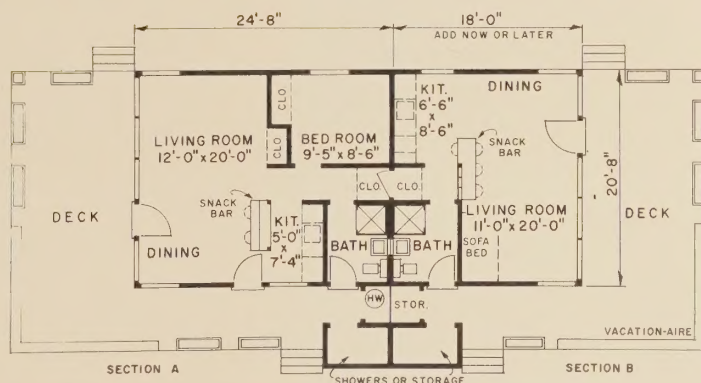 24'-8"
18'-0"
ADD NOW OR LATER
DECK
LIVING ROOM
12'-0" x 20'-0"
CLO.
CLO.
BED ROOM
9'-5" x 8'-6"
KIT.
6'-6"
x
8'-6"
DINING
SNACK
BAR
20'-8"
CLO.
CLO.
SNACK
BAR
KIT.
5'-0"
x
7'-4"
DINING
BATH
BATH
LIVING ROOM
11'-0" x 20'-0"
SOFA
BED
DECK
HW
STOR.
VACATION-AIRE
SECTION A
SHOWERS OR STORAGE
SECTION B